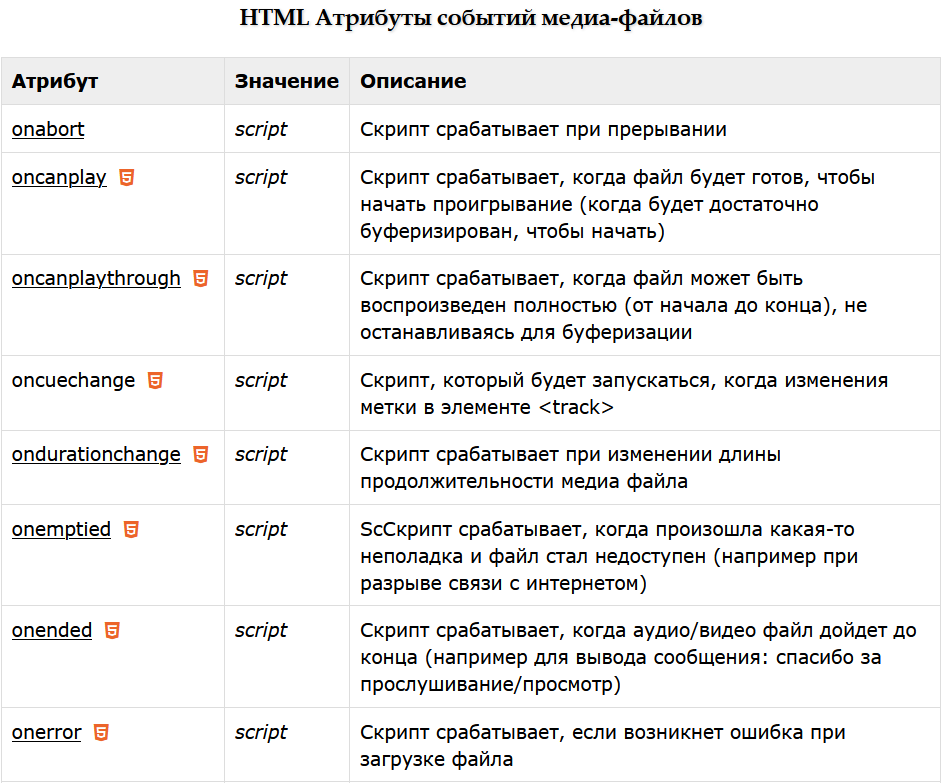 HTML Атрибуты событий медиа-файлов
Атрибут Значение Описание
onabort script Скрипт срабатывает при прерывании
oncanplay script Скрипт срабатывает, когда файл будет готов, чтобы
начать проигрывание (когда будет достаточно
буферизирован, чтобы начать)
oncanplaythrough script Скрипт срабатывает, когда файл может быть
воспроизведен полностью (от начала до конца), не
останавливаясь для буферизации
oncuechange script Скрипт, который будет запускаться, когда изменения
метки в элементе <track>
ondurationchange script Скрипт срабатывает при изменении длины
продолжительности медиа файла
onemptied script ScСкрипт срабатывает, когда произошла какая-то
неполадка и файл стал недоступен (например при
разрыве связи с интернетом)
onended script Скрипт срабатывает, когда аудио/видео файл дойдет до
конца (например для вывода сообщения: спасибо за
прослушивание/просмотр)
onerror script Скрипт срабатывает, если возникнет ошибка при
загрузке файла